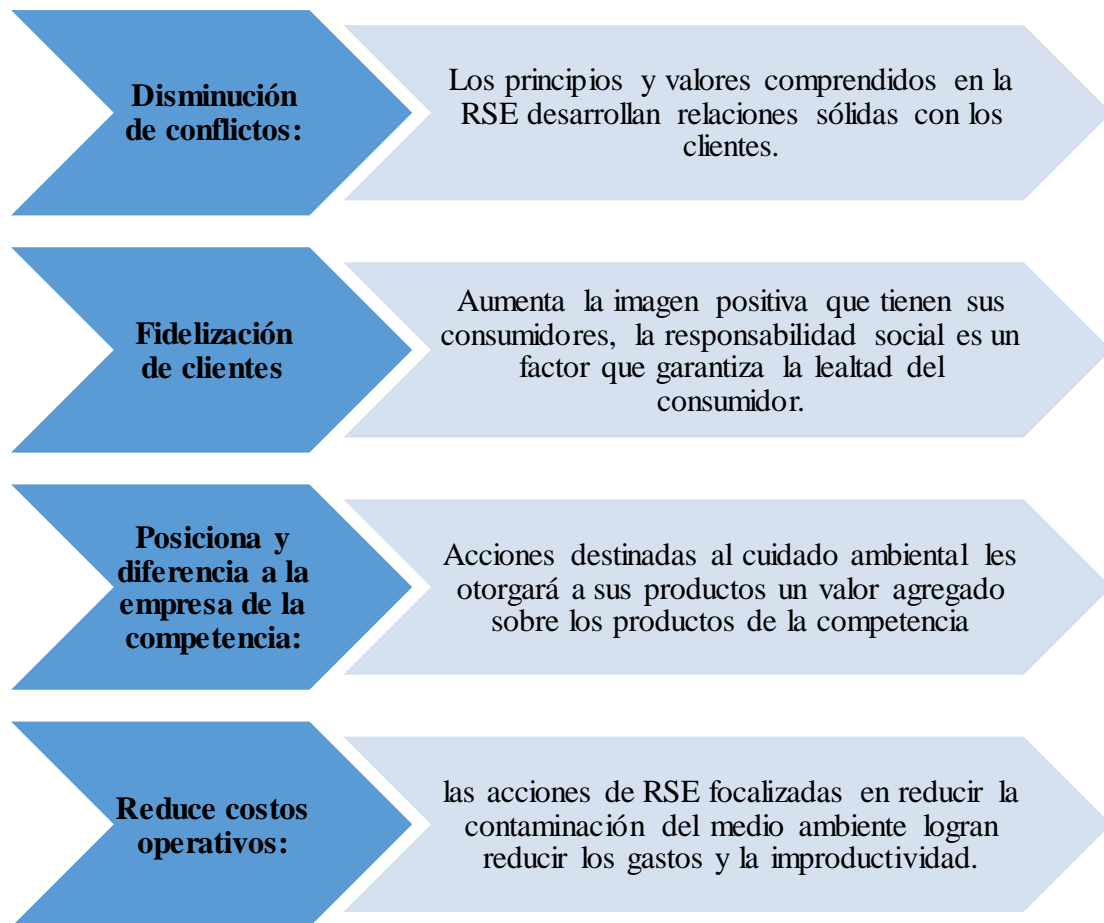 Disminución
de conflictos:
Los principios y valores comprendidos en la
RSE desarrollan relaciones sólidas con los
clientes.
Fidelización
de clientes
Aumenta la imagen positiva que tienen sus
consumidores, la responsabilidad social es un
factor que garantiza la lealtad del
consumidor.
Posiciona y
diferencia a la
empresa de la
competencia:
Acciones destinadas al cuidado ambiental les
otorgará a sus productos un valor agregado
sobre los productos de la competencia
Reduce costos
operativos:
las acciones de RSE focalizadas en reducir la
contaminación del medio ambiente logran
reducir los gastos y la improductividad.